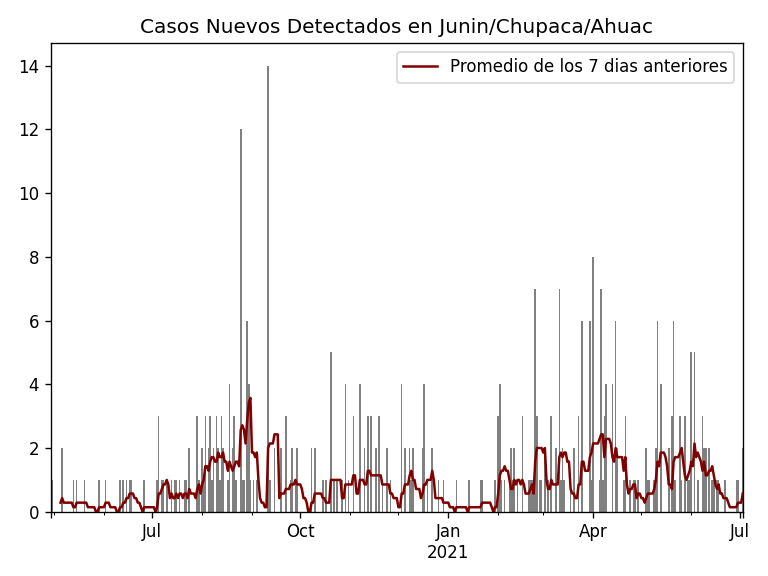 Casos Nuevos Detectados en Junin/Chupaca/Ahuac
Promedio de los 7 dias anteriores
14
12
10
8
6
4
2
0
Jul
Oct
Jan
2021
Apr
Jul